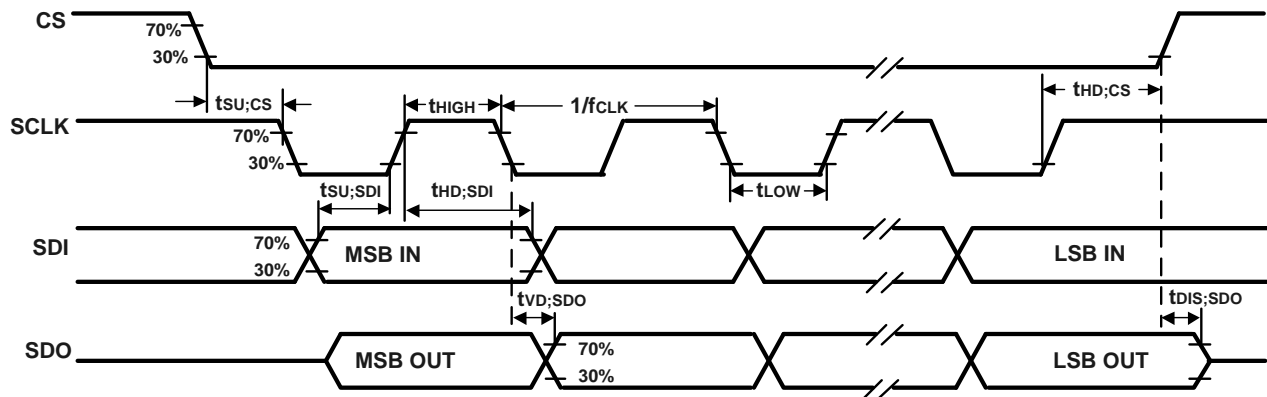 CS
70%
30%
tSU;CS
tHIGH
1/fCLK
tHD;CS
SCLK
70%
30%
tSU;SDI
tHD;SDI
tLOW
SDI
70%
30%
MSB IN
LSB IN
tVD;SDO
tDIS;SDO
SDO
MSB OUT
70%
30%
LSB OUT